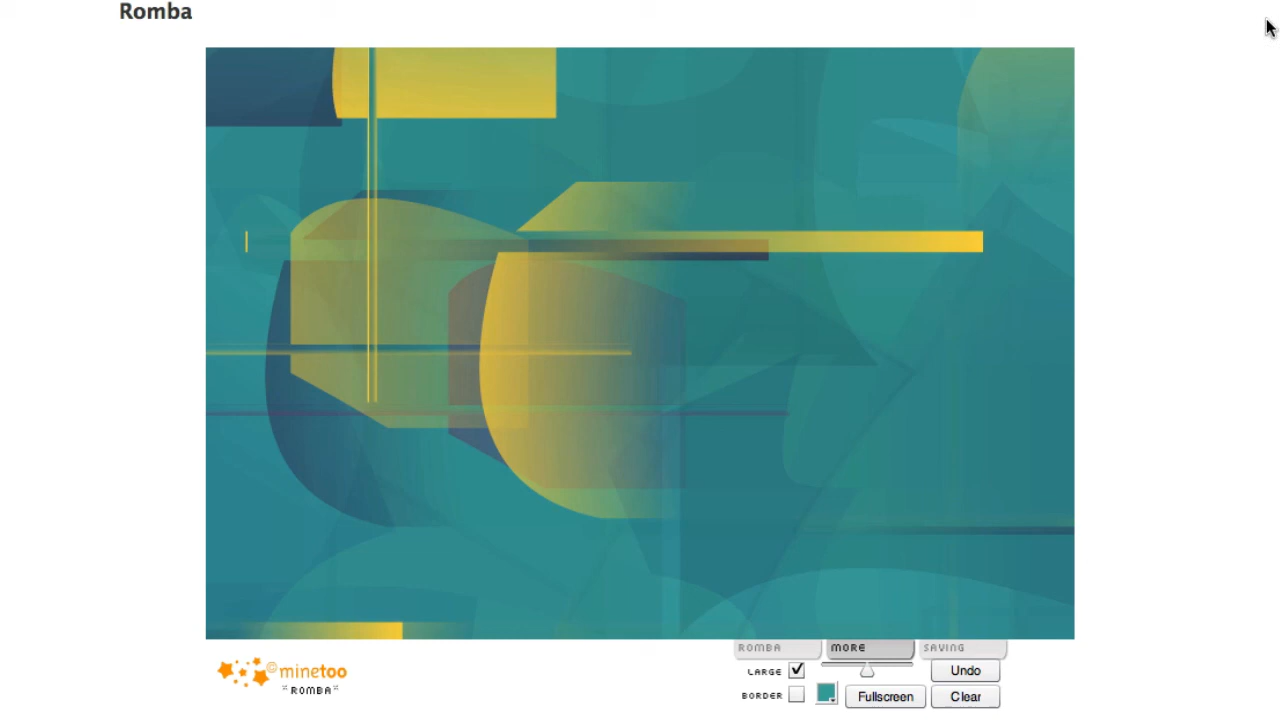 Romba
©minetoo
"ROMBA"
ROMBA MORE SAVING
LARGE Undo
BORDER Fullscreen Clear